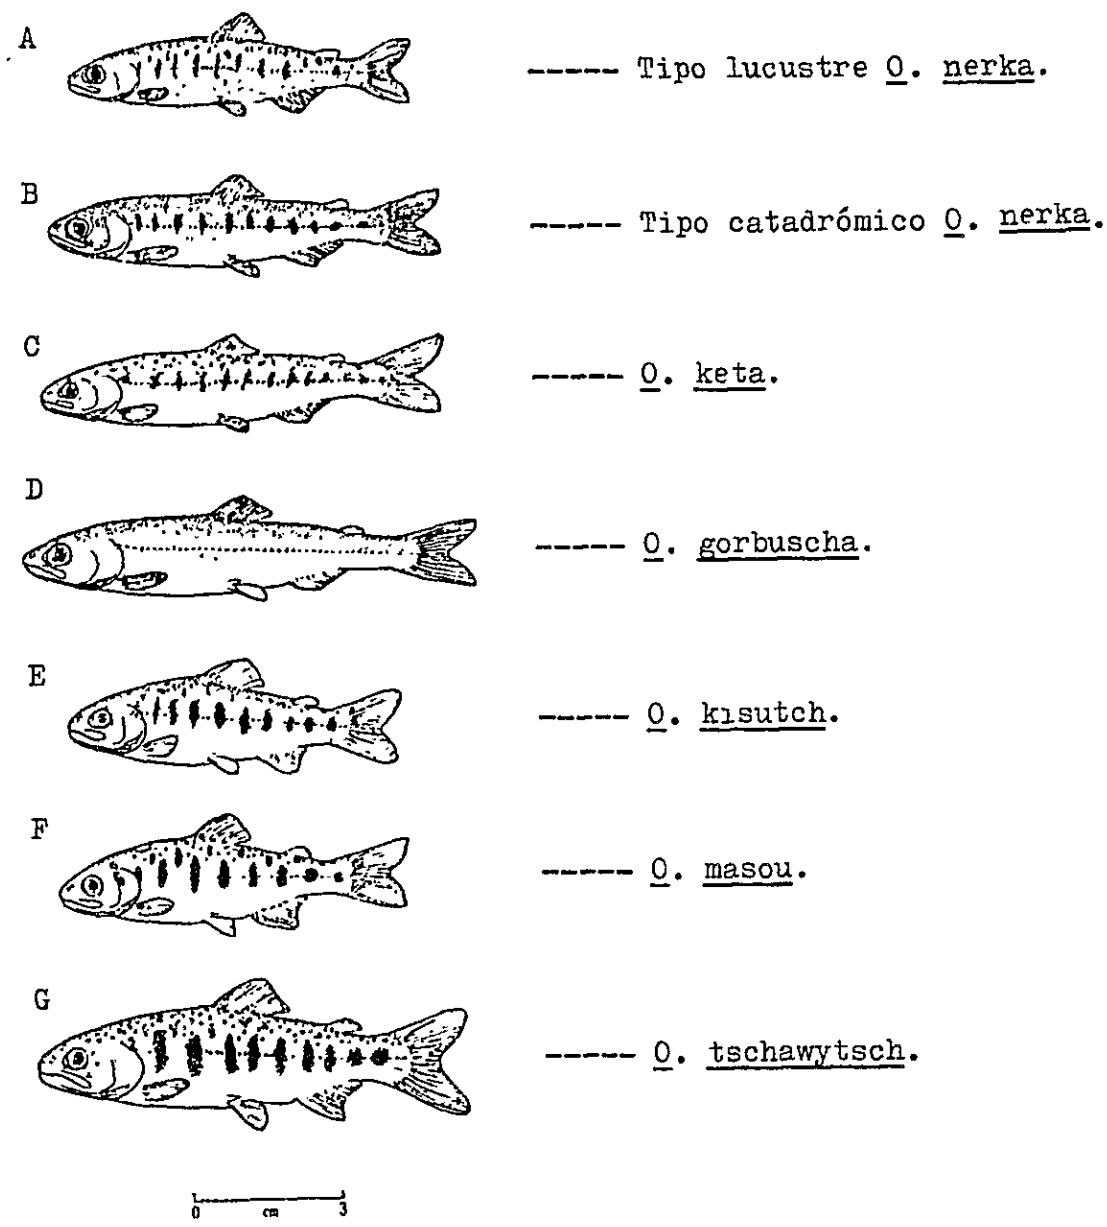 A ----- Tipo lucustre O. nerka.
B ----- Tipo catadrómico O. nerka.
C ----- O. keta.
D ----- O. gorbuscha.
E ----- O. kısutch.
F ----- O. masou.
G ----- O. tschawytsch.
0 cm 3